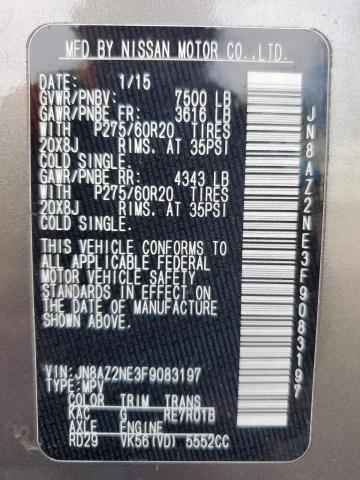 MFD BY NISSAN MOTOR CO.,LTD.
DATE: 1/15
GVWR/PNBV: 7500 LB
GAWR/PNBE FR: 3616 LB
WITH P275/60R20 TIRES
20X8J RIMS, AT 35PSI
COLD SINGLE.
GAWR/PNBE RR: 4343 LB
WITH P275/60R20 TIRES
20X8J RIMS, AT 35PSI
COLD SINGLE.
THIS VEHICLE CONFORMS TO
ALL APPLICABLE FEDERAL
MOTOR VEHICLE SAFETY
STANDARDS IN EFFECT ON
THE DATE OF MANUFACTURE
SHOWN ABOVE.
VIN:JN8AZ2NE3F9083197
TYPE:MPV
COLOR TRIM TRANS
KAC G RE7R01B
AXLE ENGINE
RD29 VK56(VD) 5552CC
JN8AZ2NE3F9083197